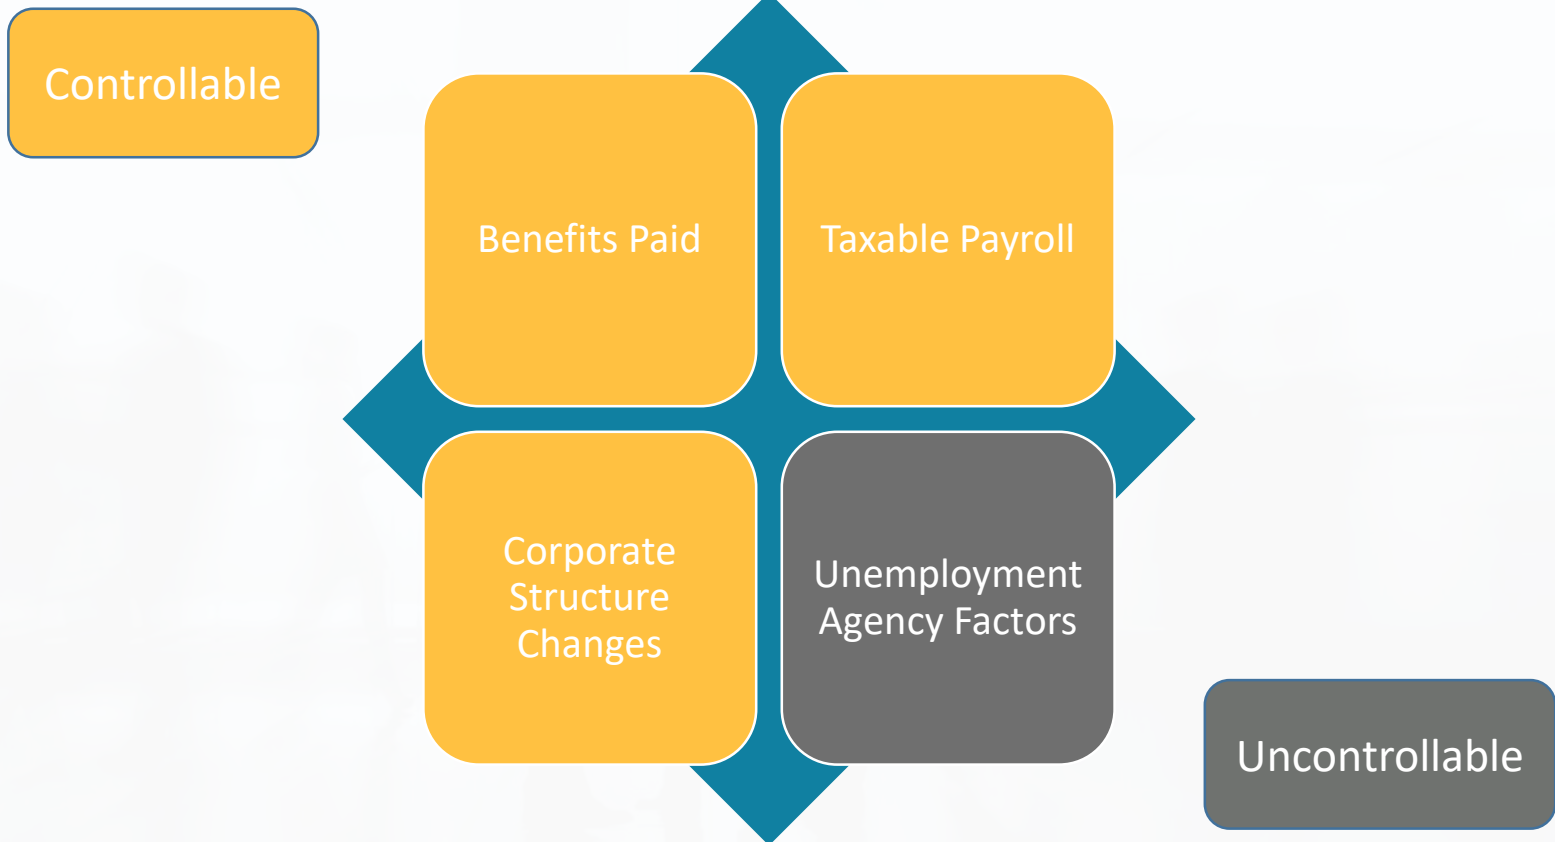 Controllable
Benefits Paid
Taxable Payroll
Corporate
Structure
Changes
Unemployment
Agency Factors
Uncontrollable